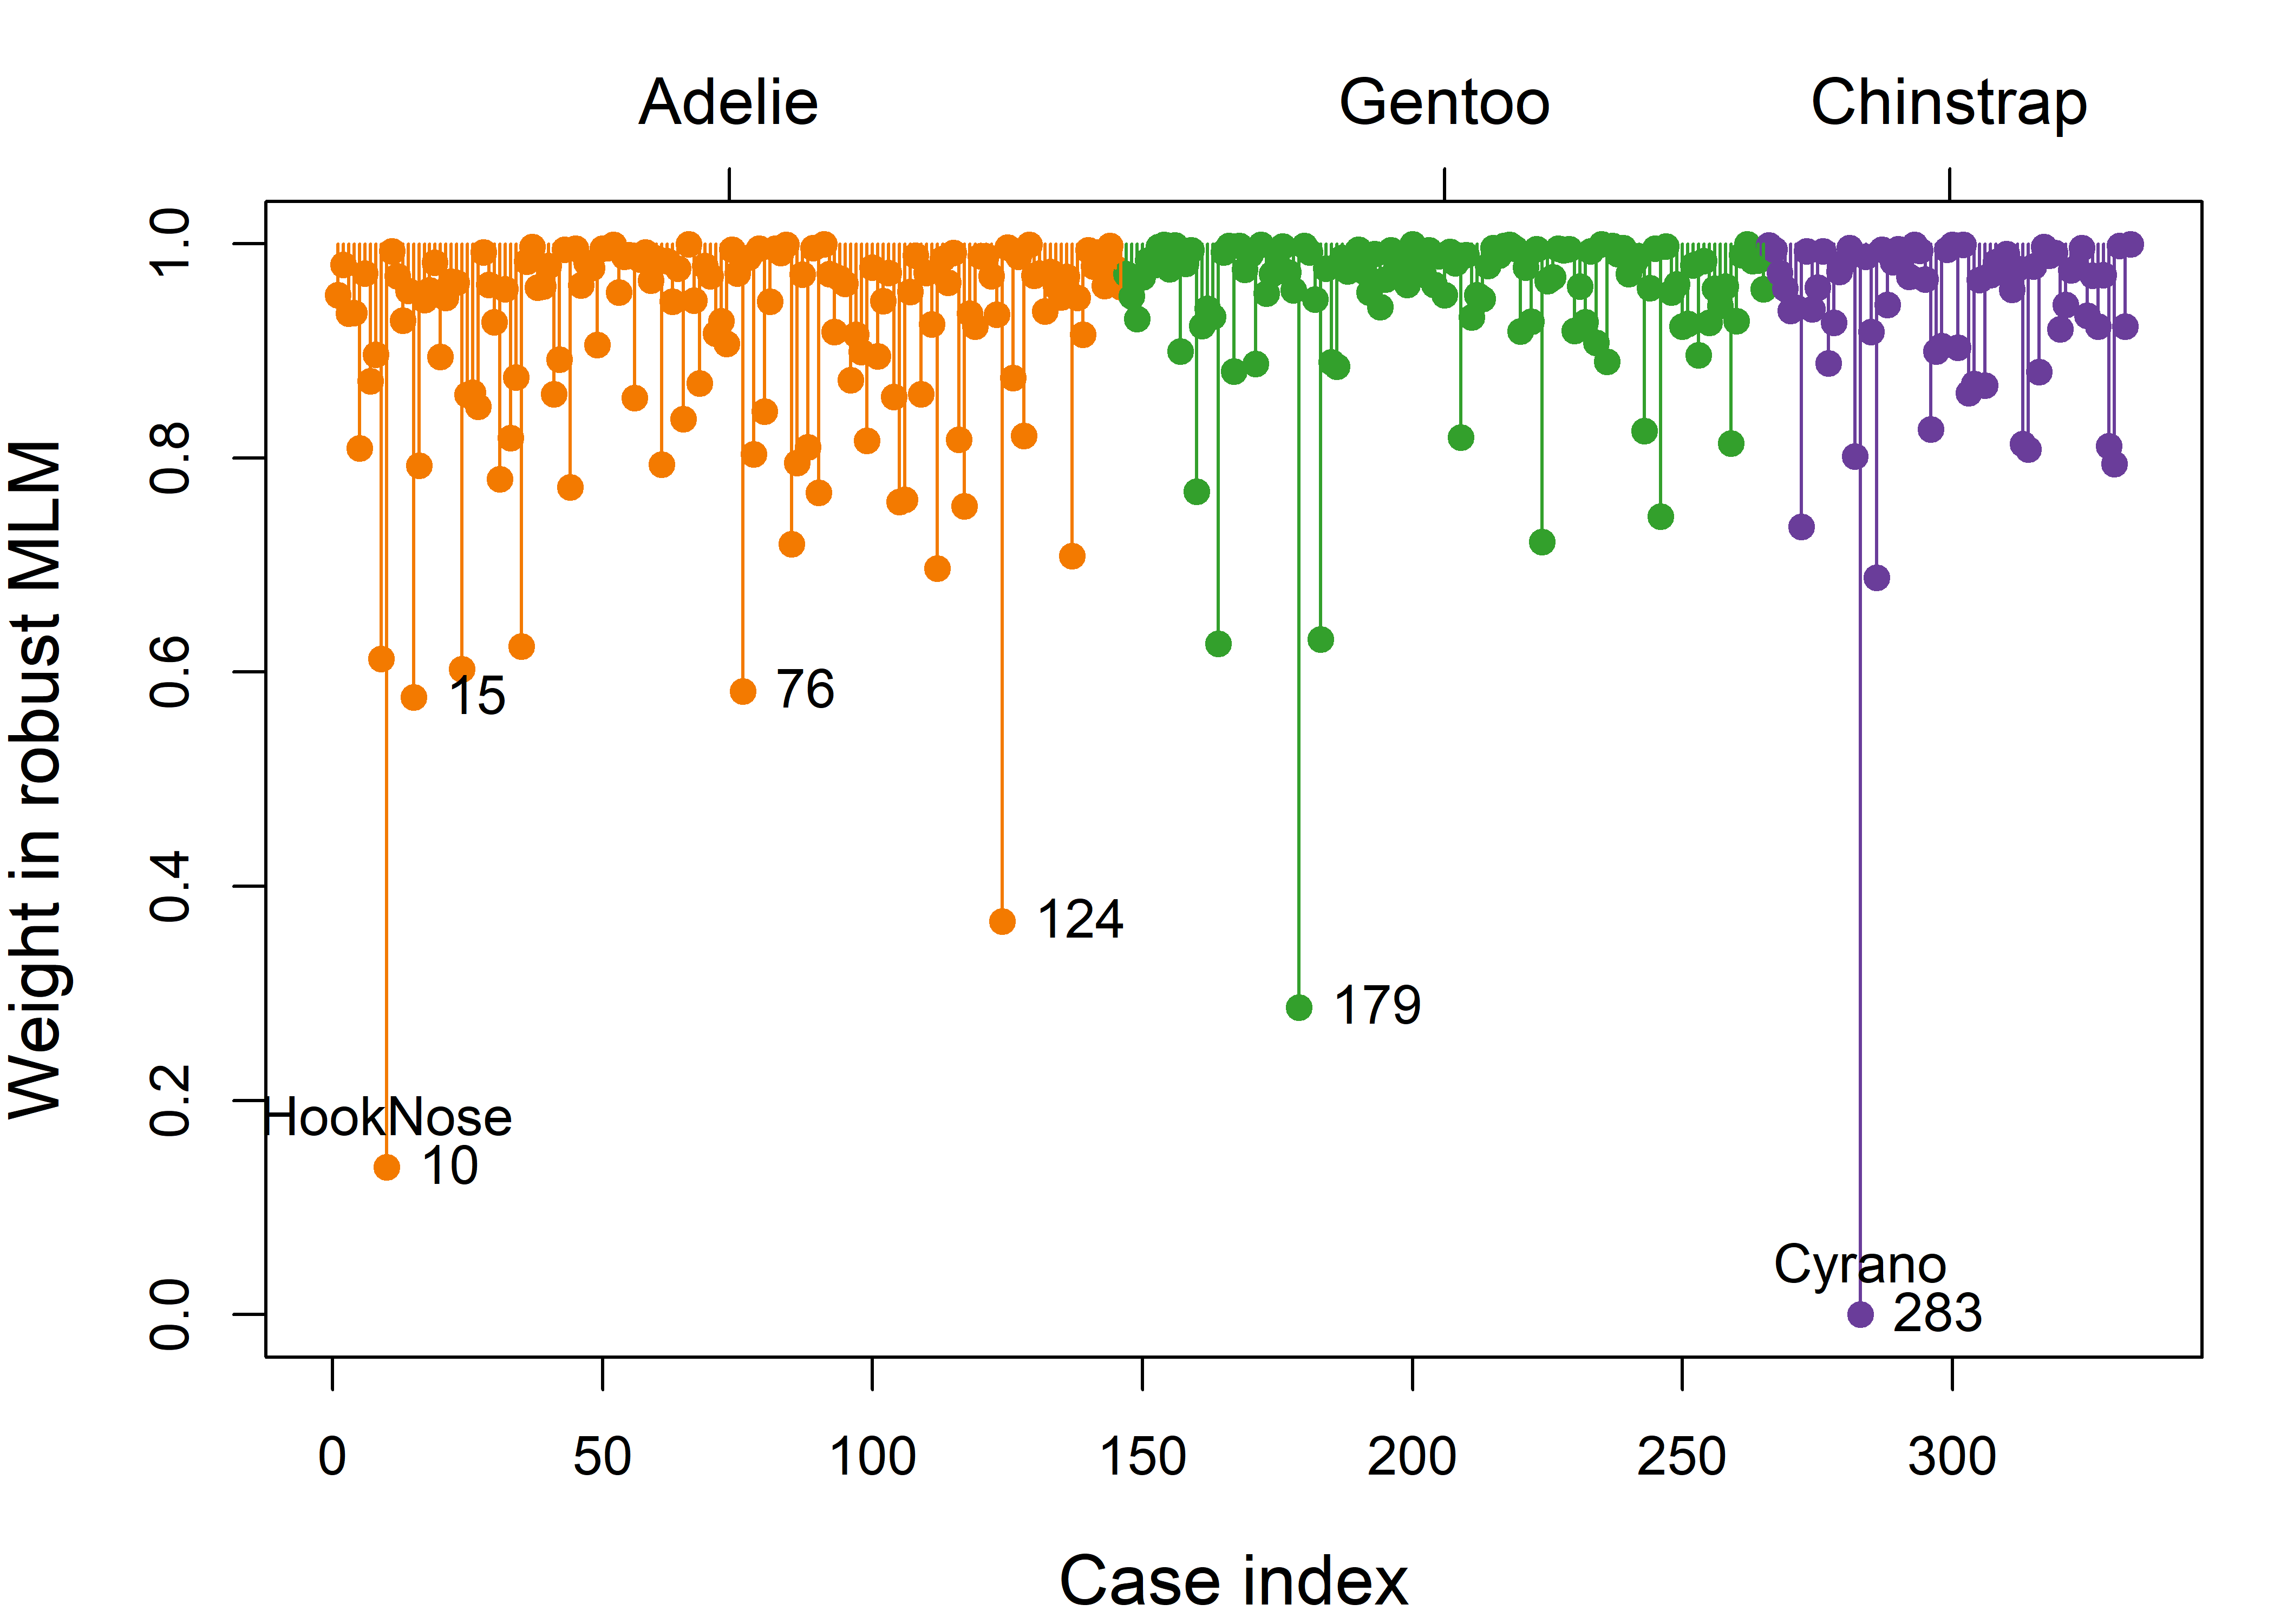 Adelie Gentoo Chinstrap
Weight in robust MLM
1.0
0.8
0.6
0.4
0.2
0.0
15
76
124
179
HookNose
10
Cyrano
283
0 50 100 150 200 250 300
Case index